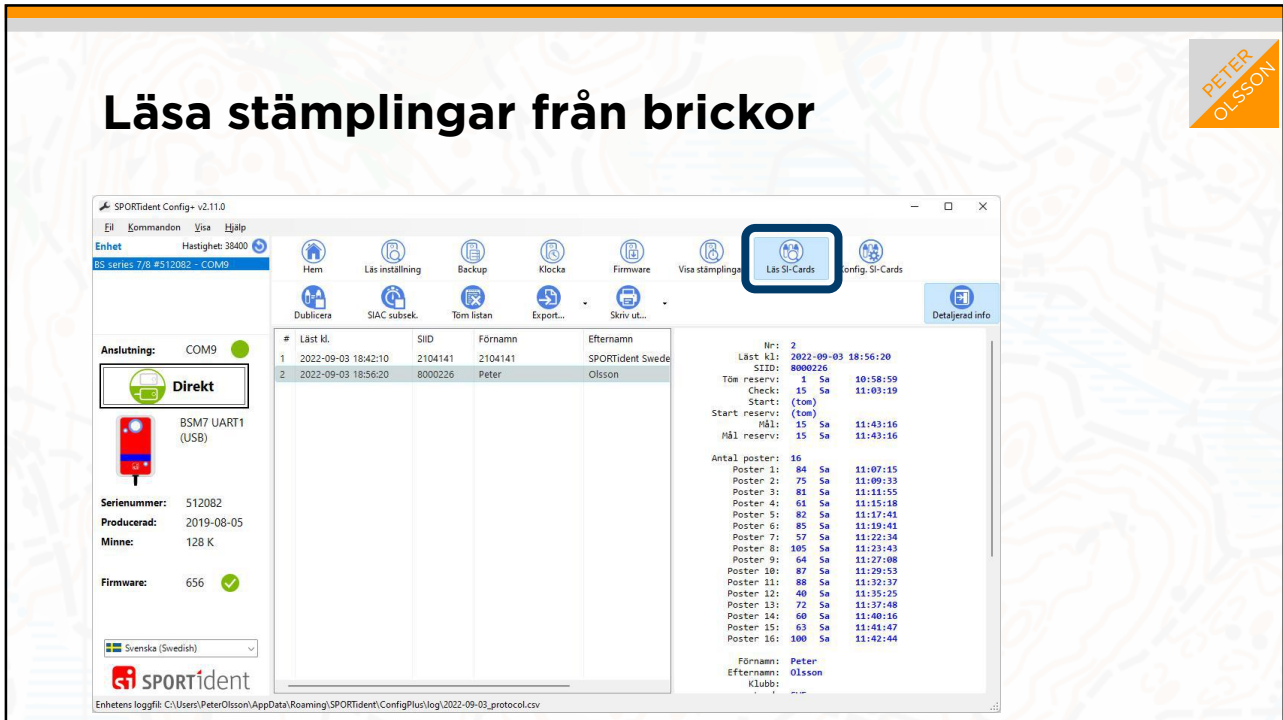 PETER
OLSSON
Läsa stämplingar från brickor
SPORTident Config+ v2.11.0
Fil Kommandon Visa Hjälp
Enhet Hastighet: 38400
BS series 7/8 #512082 - COM9
Hem Läs inställning Backup Klocka Firmware Visa stämplinga Läs SI-Cards Konfig. SI-Cards
Dublicera SIAC subsek. Töm listan Export... Skriv ut... Detaljerad info
Anslutning: COM9
Direkt
BSM7 UART1
(USB)
Serienummer: 512082
Producerad: 2019-08-05
Minne: 128 K
Firmware: 656
Svenska (Swedish)
SPORTident
# Läst kl. SIID Förnamn Efternamn
1 2022-09-03 18:42:10 2104141 2104141 SPORTident Swede
2 2022-09-03 18:56:20 8000226 Peter Olsson
Nr: 2
Läst kl: 2022-09-03 18:56:20
SIID: 8000226
Töm reserv: 1 Sa 10:58:59
Check: 15 Sa 11:03:19
Start: (tom)
Start reserv: (tom)
Mål: 15 Sa 11:43:16
Mål reserv: 15 Sa 11:43:16
Antal poster: 16
Poster 1: 84 Sa 11:07:15
Poster 2: 75 Sa 11:09:33
Poster 3: 81 Sa 11:11:55
Poster 4: 61 Sa 11:15:18
Poster 5: 82 Sa 11:17:41
Poster 6: 85 Sa 11:19:41
Poster 7: 57 Sa 11:22:34
Poster 8: 105 Sa 11:23:43
Poster 9: 64 Sa 11:27:08
Poster 10: 87 Sa 11:29:53
Poster 11: 88 Sa 11:32:37
Poster 12: 40 Sa 11:35:25
Poster 13: 72 Sa 11:37:48
Poster 14: 60 Sa 11:40:16
Poster 15: 63 Sa 11:41:47
Poster 16: 100 Sa 11:42:44
Förnamn: Peter
Efternamn: Olsson
Klubb:
Enhetens loggfil: C:\Users\PeterOlsson\AppData\Roaming\SPORTident\ConfigPlus\log\2022-09-03_protocol.csv